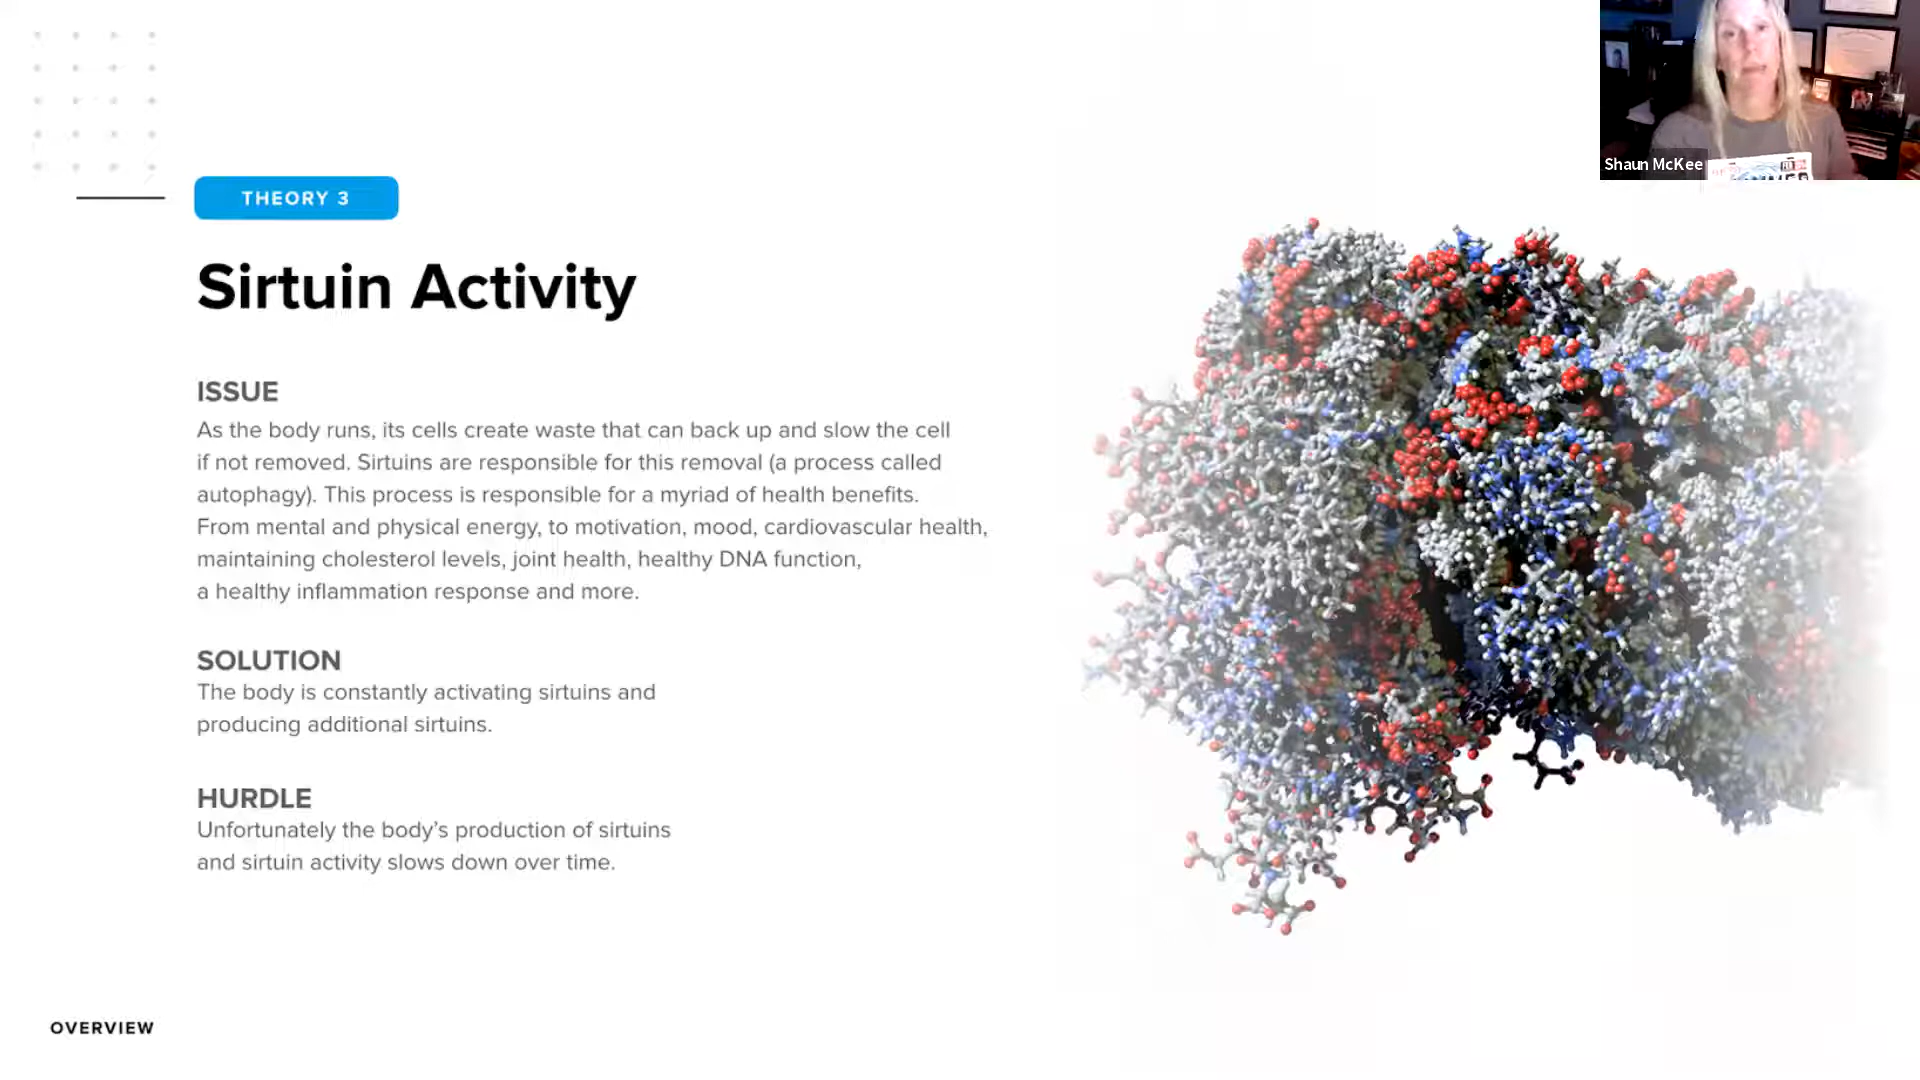 Shaun McKee
THEORY 3
Sirtuin Activity
ISSUE
As the body runs, its cells create waste that can back up and slow the cell
if not removed. Sirtuins are responsible for this removal (a process called
autophagy). This process is responsible for a myriad of health benefits.
From mental and physical energy, to motivation, mood, cardiovascular health,
maintaining cholesterol levels, joint health, healthy DNA function,
a healthy inflammation response and more.
SOLUTION
The body is constantly activating sirtuins and
producing additional sirtuins.
HURDLE
Unfortunately the body’s production of sirtuins
and sirtuin activity slows down over time.
OVERVIEW